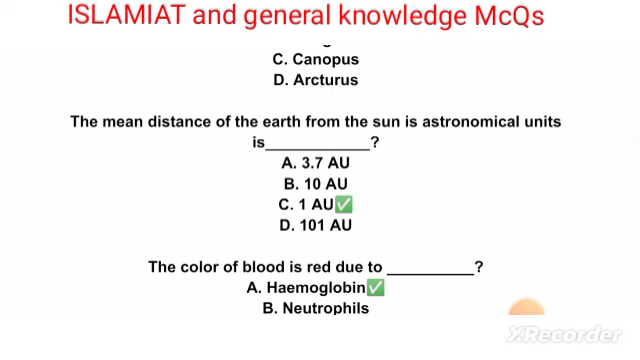 ISLAMIAT and general knowledge McQs
C. Canopus
D. Arcturus
The mean distance of the earth from the sun is astronomical units
is____________?
A. 3.7 AU
B. 10 AU
C. 1 AU✅
D. 101 AU
The color of blood is red due to __________?
A. Haemoglobin✅
B. Neutrophils
XRecorder